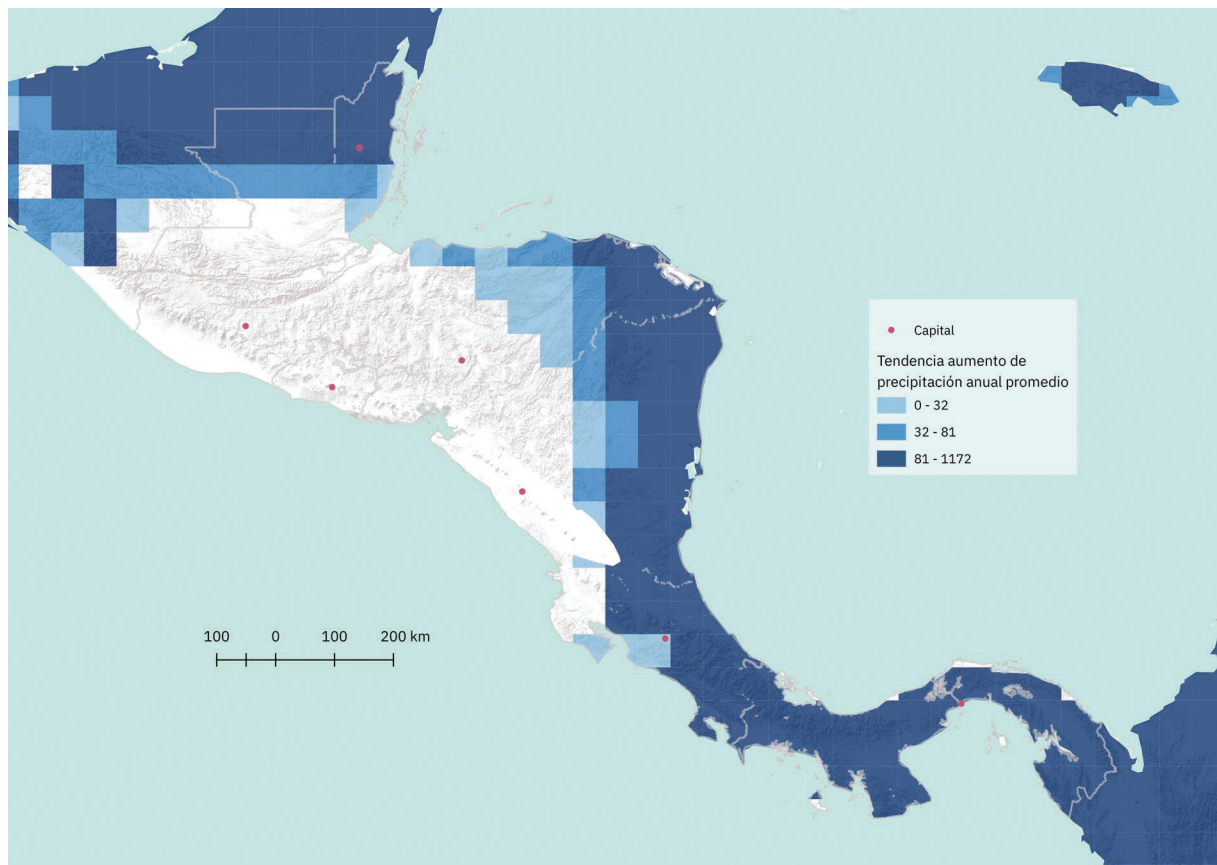 Capital
Tendencia aumento de
precipitación anual promedio
0 - 32
32 - 81
81 - 1172
100 0 100 200 km